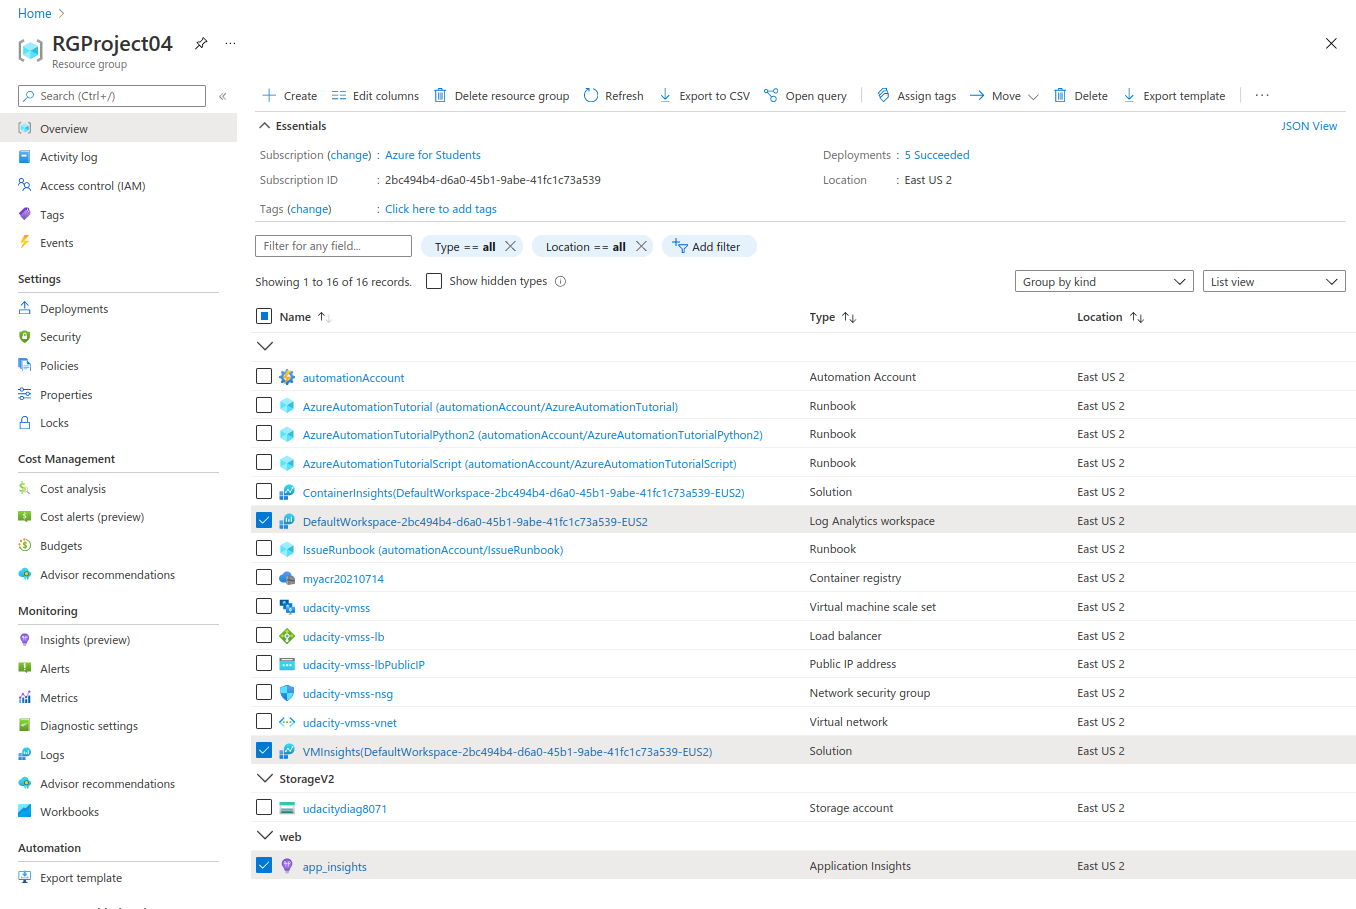 Home
RGProject04
Resource group
Search (Ctrl+/)
Overview
Activity log
Access control (IAM)
Tags
Events
Settings
Deployments
Security
Policies
Properties
Locks
Cost Management
Cost analysis
Cost alerts (preview)
Budgets
Advisor recommendations
Monitoring
Insights (preview)
Alerts
Metrics
Diagnostic settings
Logs
Advisor recommendations
Workbooks
Automation
Export template
Create Edit columns Delete resource group Refresh Export to CSV Open query Assign tags Move Delete Export template
Essentials JSON View
Subscription (change) : Azure for Students Deployments : 5 Succeeded
Subscription ID : 2bc494b4-d6a0-45b1-9abe-41fc1c73a539 Location : East US 2
Tags (change) : Click here to add tags
Filter for any field... Type == all Location == all Add filter
Showing 1 to 16 of 16 records. Show hidden types Group by kind List view
Name Type Location
automationAccount Automation Account East US 2
AzureAutomationTutorial (automationAccount/AzureAutomationTutorial) Runbook East US 2
AzureAutomationTutorialPython2 (automationAccount/AzureAutomationTutorialPython2) Runbook East US 2
AzureAutomationTutorialScript (automationAccount/AzureAutomationTutorialScript) Runbook East US 2
ContainerInsights(DefaultWorkspace-2bc494b4-d6a0-45b1-9abe-41fc1c73a539-EUS2) Solution East US 2
DefaultWorkspace-2bc494b4-d6a0-45b1-9abe-41fc1c73a539-EUS2 Log Analytics workspace East US 2
IssueRunbook (automationAccount/IssueRunbook) Runbook East US 2
myacr20210714 Container registry East US 2
udacity-vmss Virtual machine scale set East US 2
udacity-vmss-lb Load balancer East US 2
udacity-vmss-lbPublicIP Public IP address East US 2
udacity-vmss-nsg Network security group East US 2
udacity-vmss-vnet Virtual network East US 2
VMInsights(DefaultWorkspace-2bc494b4-d6a0-45b1-9abe-41fc1c73a539-EUS2) Solution East US 2
StorageV2
udacitydiag8071 Storage account East US 2
web
app_insights Application Insights East US 2